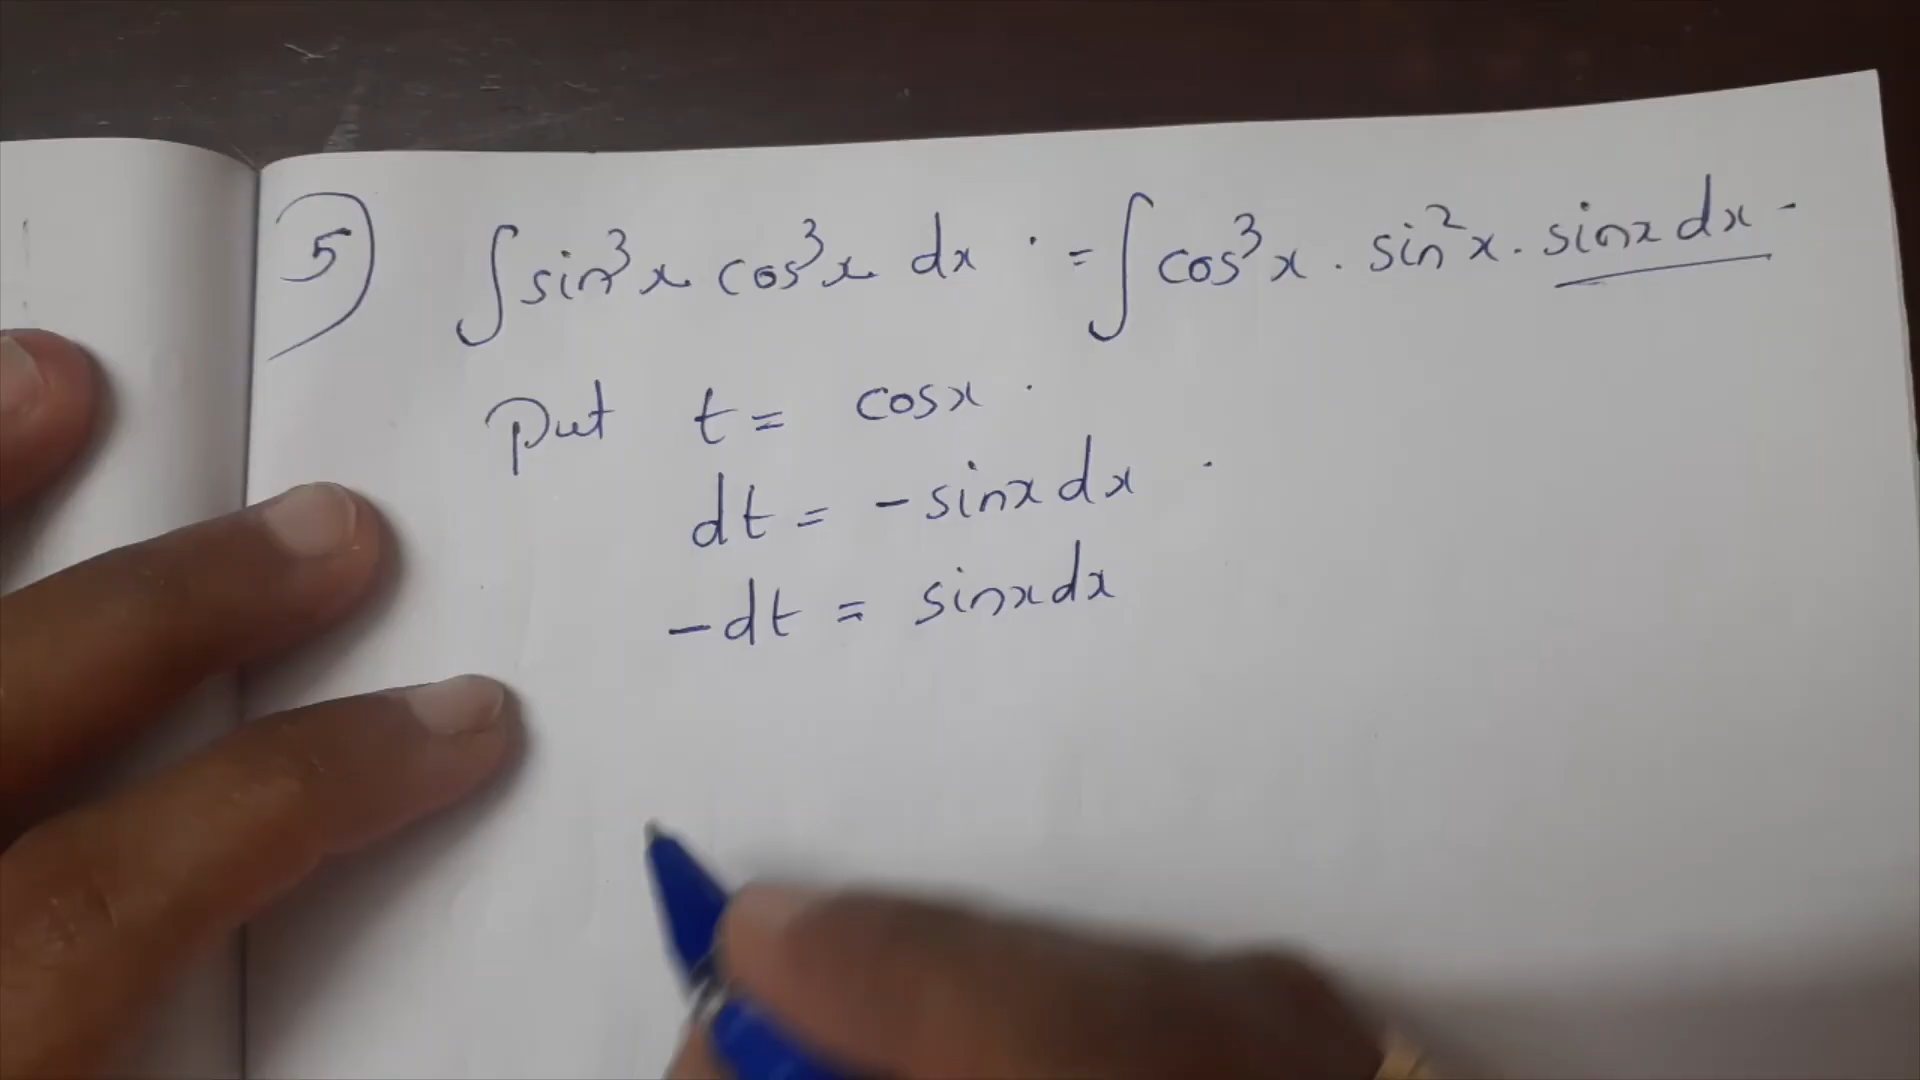 5) ∫ sin³x cos³x dx . = ∫ cos³x . sin²x . sinx dx .
Put t = cosx .
dt = -sinx dx .
-dt = sinx dx